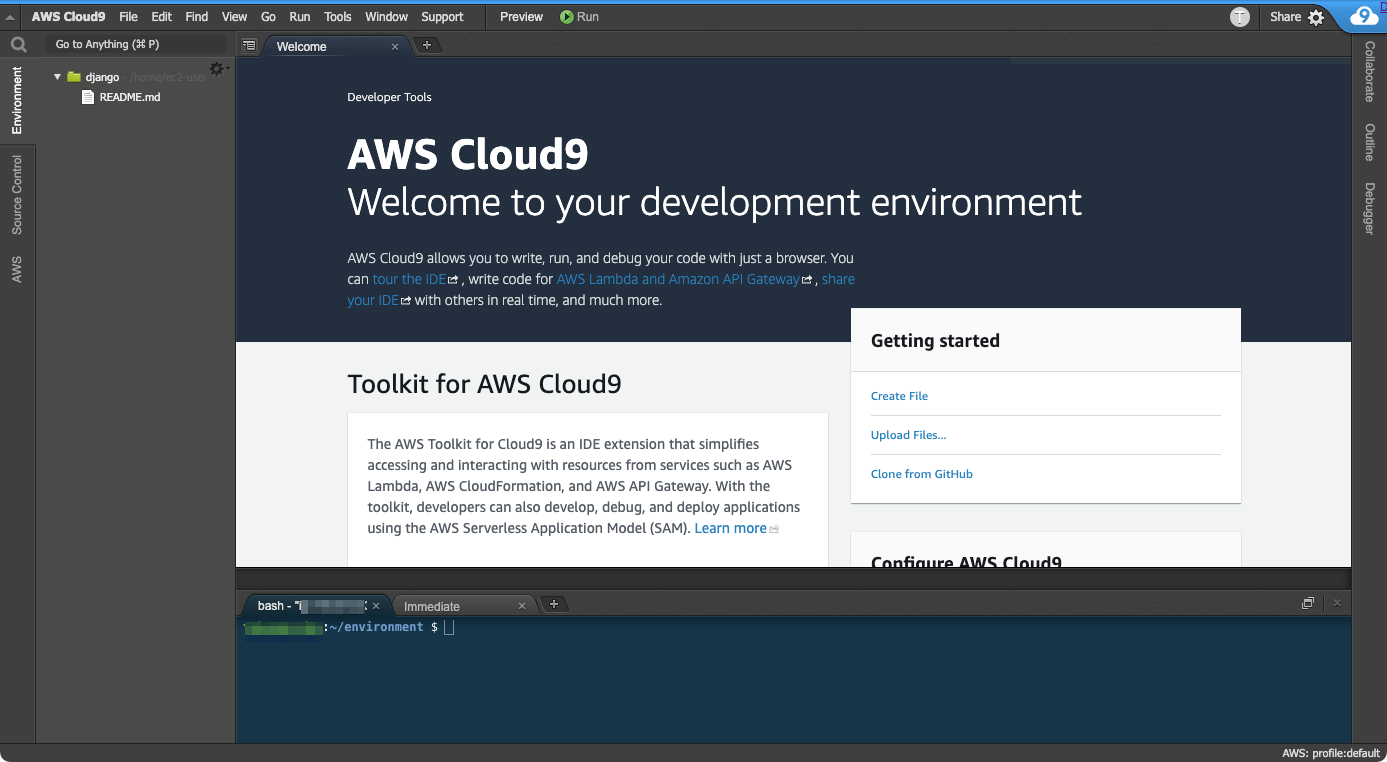 AWS Cloud9 File Edit Find View Go Run Tools Window Support Preview Run T Share 9
Go to Anything (⌘ P)
Welcome
Environment
Source Control
AWS
django - /home/ec2-user
README.md
Developer Tools
AWS Cloud9
Welcome to your development environment
AWS Cloud9 allows you to write, run, and debug your code with just a browser. You
can tour the IDE , write code for AWS Lambda and Amazon API Gateway , share
your IDE with others in real time, and much more.
Toolkit for AWS Cloud9
The AWS Toolkit for Cloud9 is an IDE extension that simplifies
accessing and interacting with resources from services such as AWS
Lambda, AWS CloudFormation, and AWS API Gateway. With the
toolkit, developers can also develop, debug, and deploy applications
using the AWS Serverless Application Model (SAM). Learn more
Getting started
Create File
Upload Files...
Clone from GitHub
Configure AWS Cloud9
Collaborate
Outline
Debugger
bash - "i
Immediate
:~/environment $
AWS: profile:default